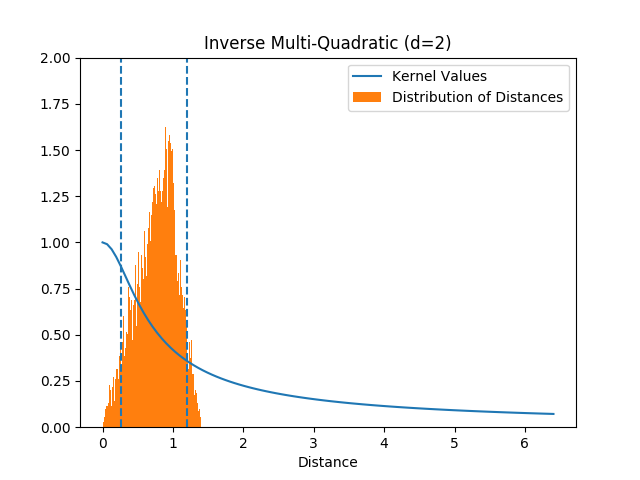 Inverse Multi-Quadratic (d=2)
Kernel Values
Distribution of Distances
2.00
1.75
1.50
1.25
1.00
0.75
0.50
0.25
0.00
0 1 2 3 4 5 6
Distance